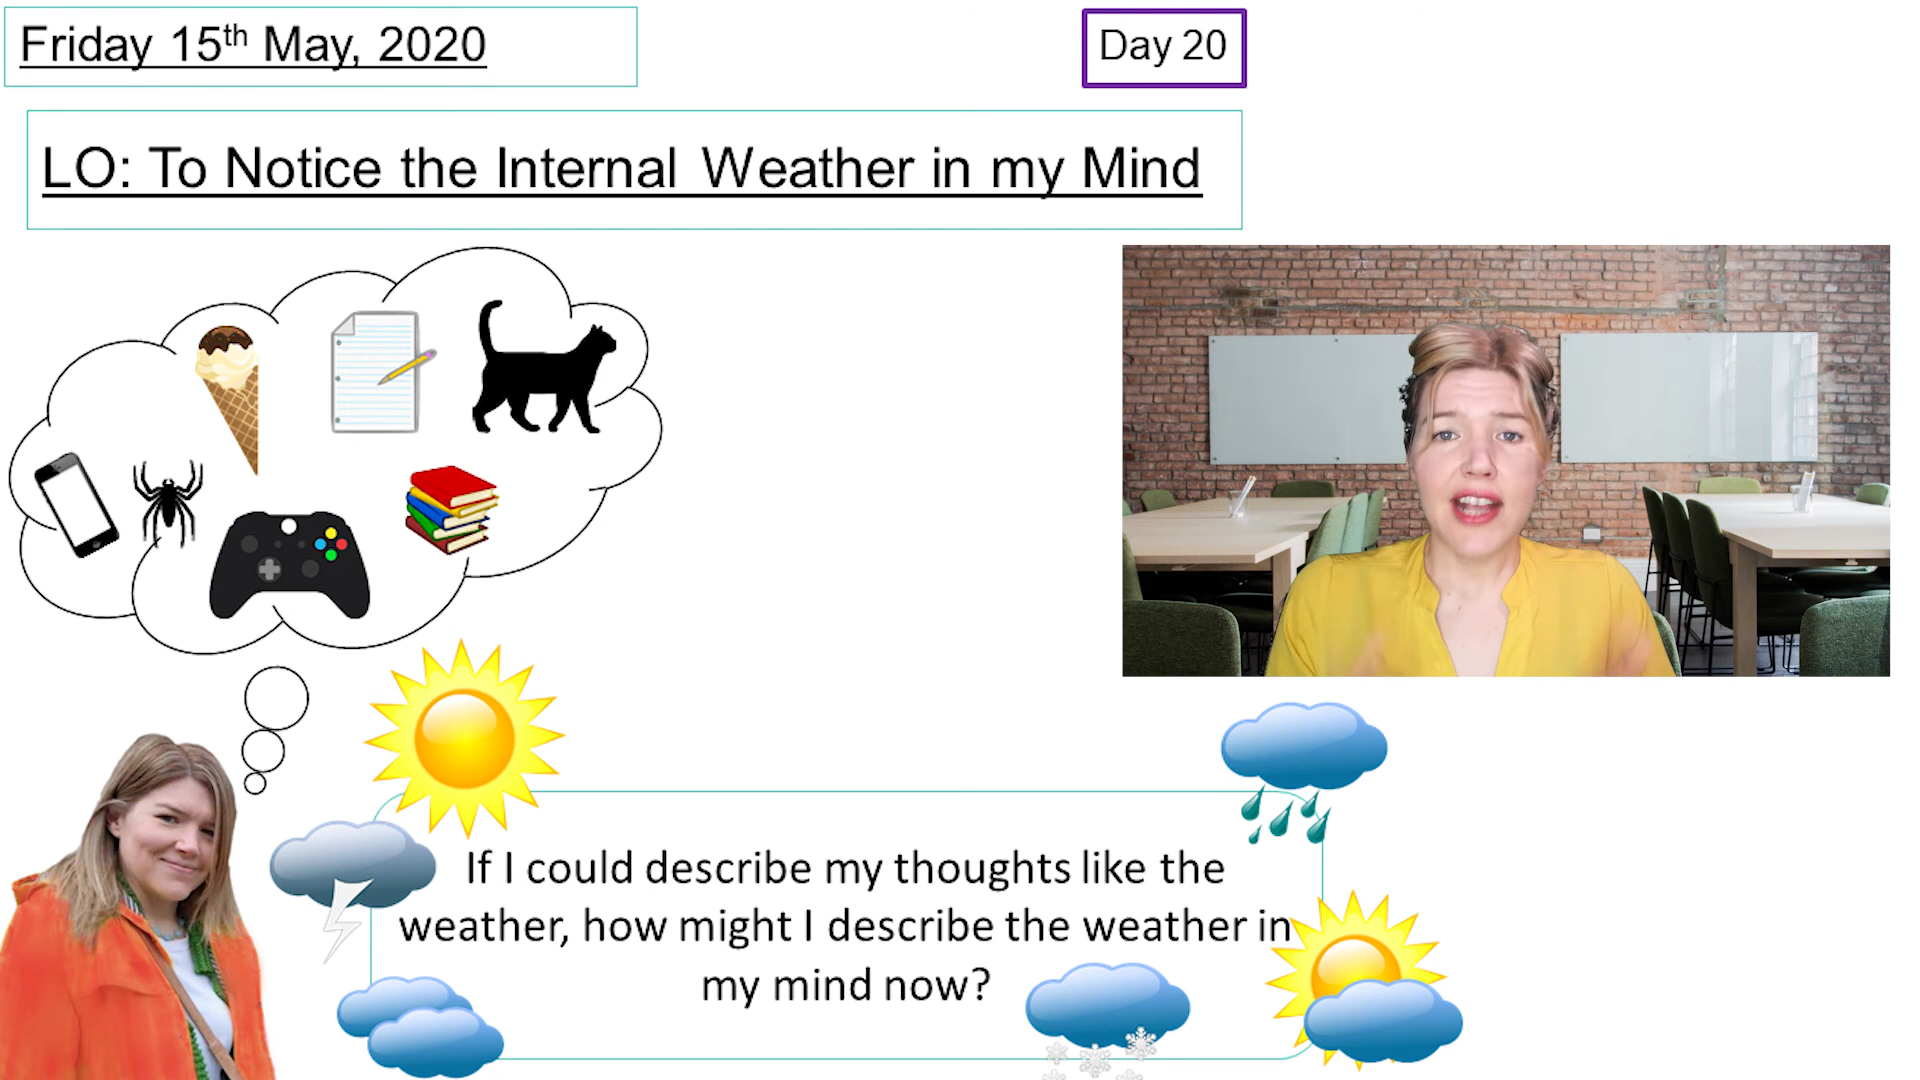 Friday 15th May, 2020
Day 20
LO: To Notice the Internal Weather in my Mind
If I could describe my thoughts like the
weather, how might I describe the weather in
my mind now?